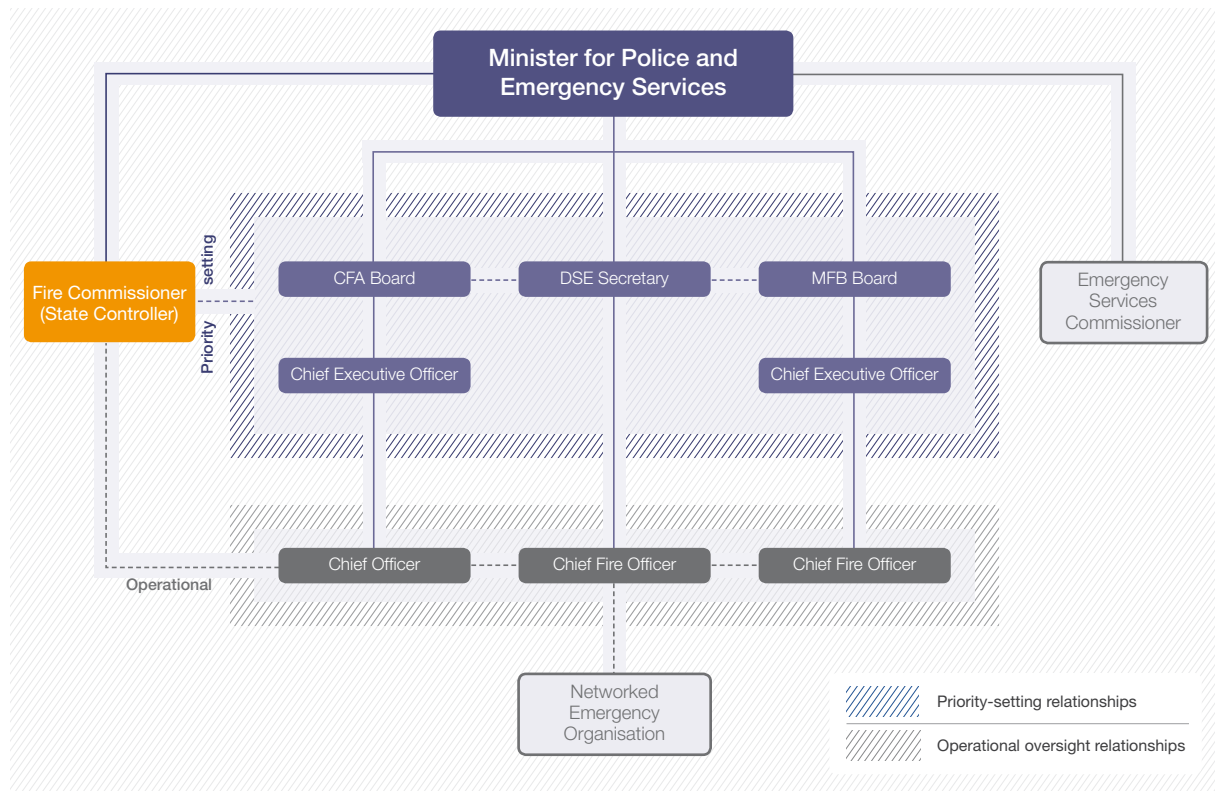 Minister for Police and
Emergency Services
setting
Priority
Fire Commissioner
(State Controller)
CFA Board
DSE Secretary
MFB Board
Emergency
Services
Commissioner
Chief Executive Officer
Chief Executive Officer
Operational
Chief Officer
Chief Fire Officer
Chief Fire Officer
Networked
Emergency
Organisation
Priority-setting relationships
Operational oversight relationships